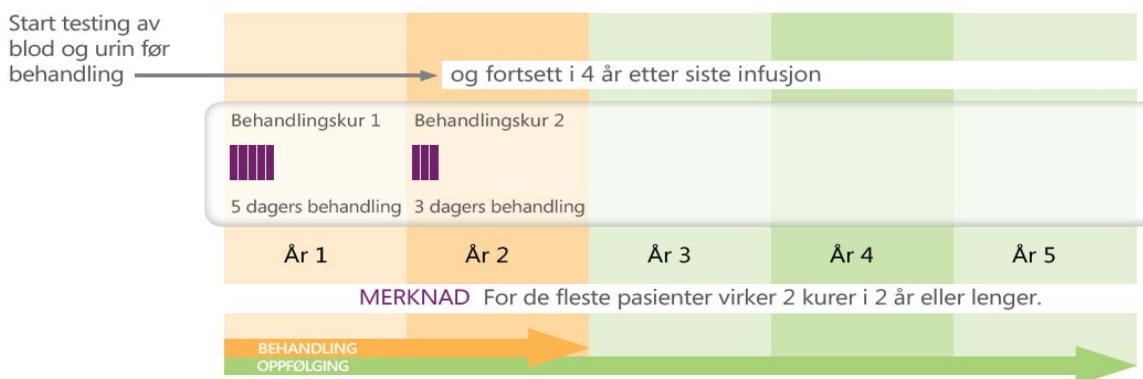 Start testing av
blod og urin før
behandling
og fortsett i 4 år etter siste infusjon
Behandlingskur 1
Behandlingskur 2
5 dagers behandling
3 dagers behandling
År 1
År 2
År 3
År 4
År 5
MERKNAD For de fleste pasienter virker 2 kurer i 2 år eller lenger.
BEHANDLING
OPPFØLGING